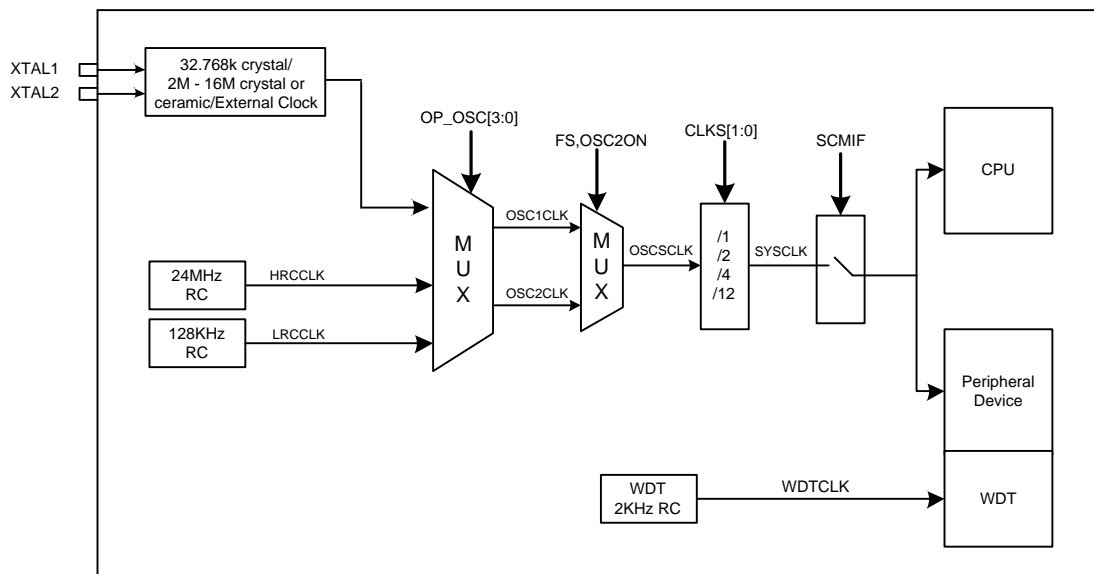 XTAL1
XTAL2
32.768k crystal/
2M - 16M crystal or
ceramic/External Clock
OP_OSC[3:0]
FS,OSC2ON
CLKS[1:0]
SCMIF
CPU
24MHz
RC
HRCCLK
128KHz
RC
LRCCLK
M
U
X
OSC1CLK
OSC2CLK
M
U
X
OSCSCLK
/1
/2
/4
/12
SYSCLK
Peripheral
Device
WDT
2KHz RC
WDTCLK
WDT